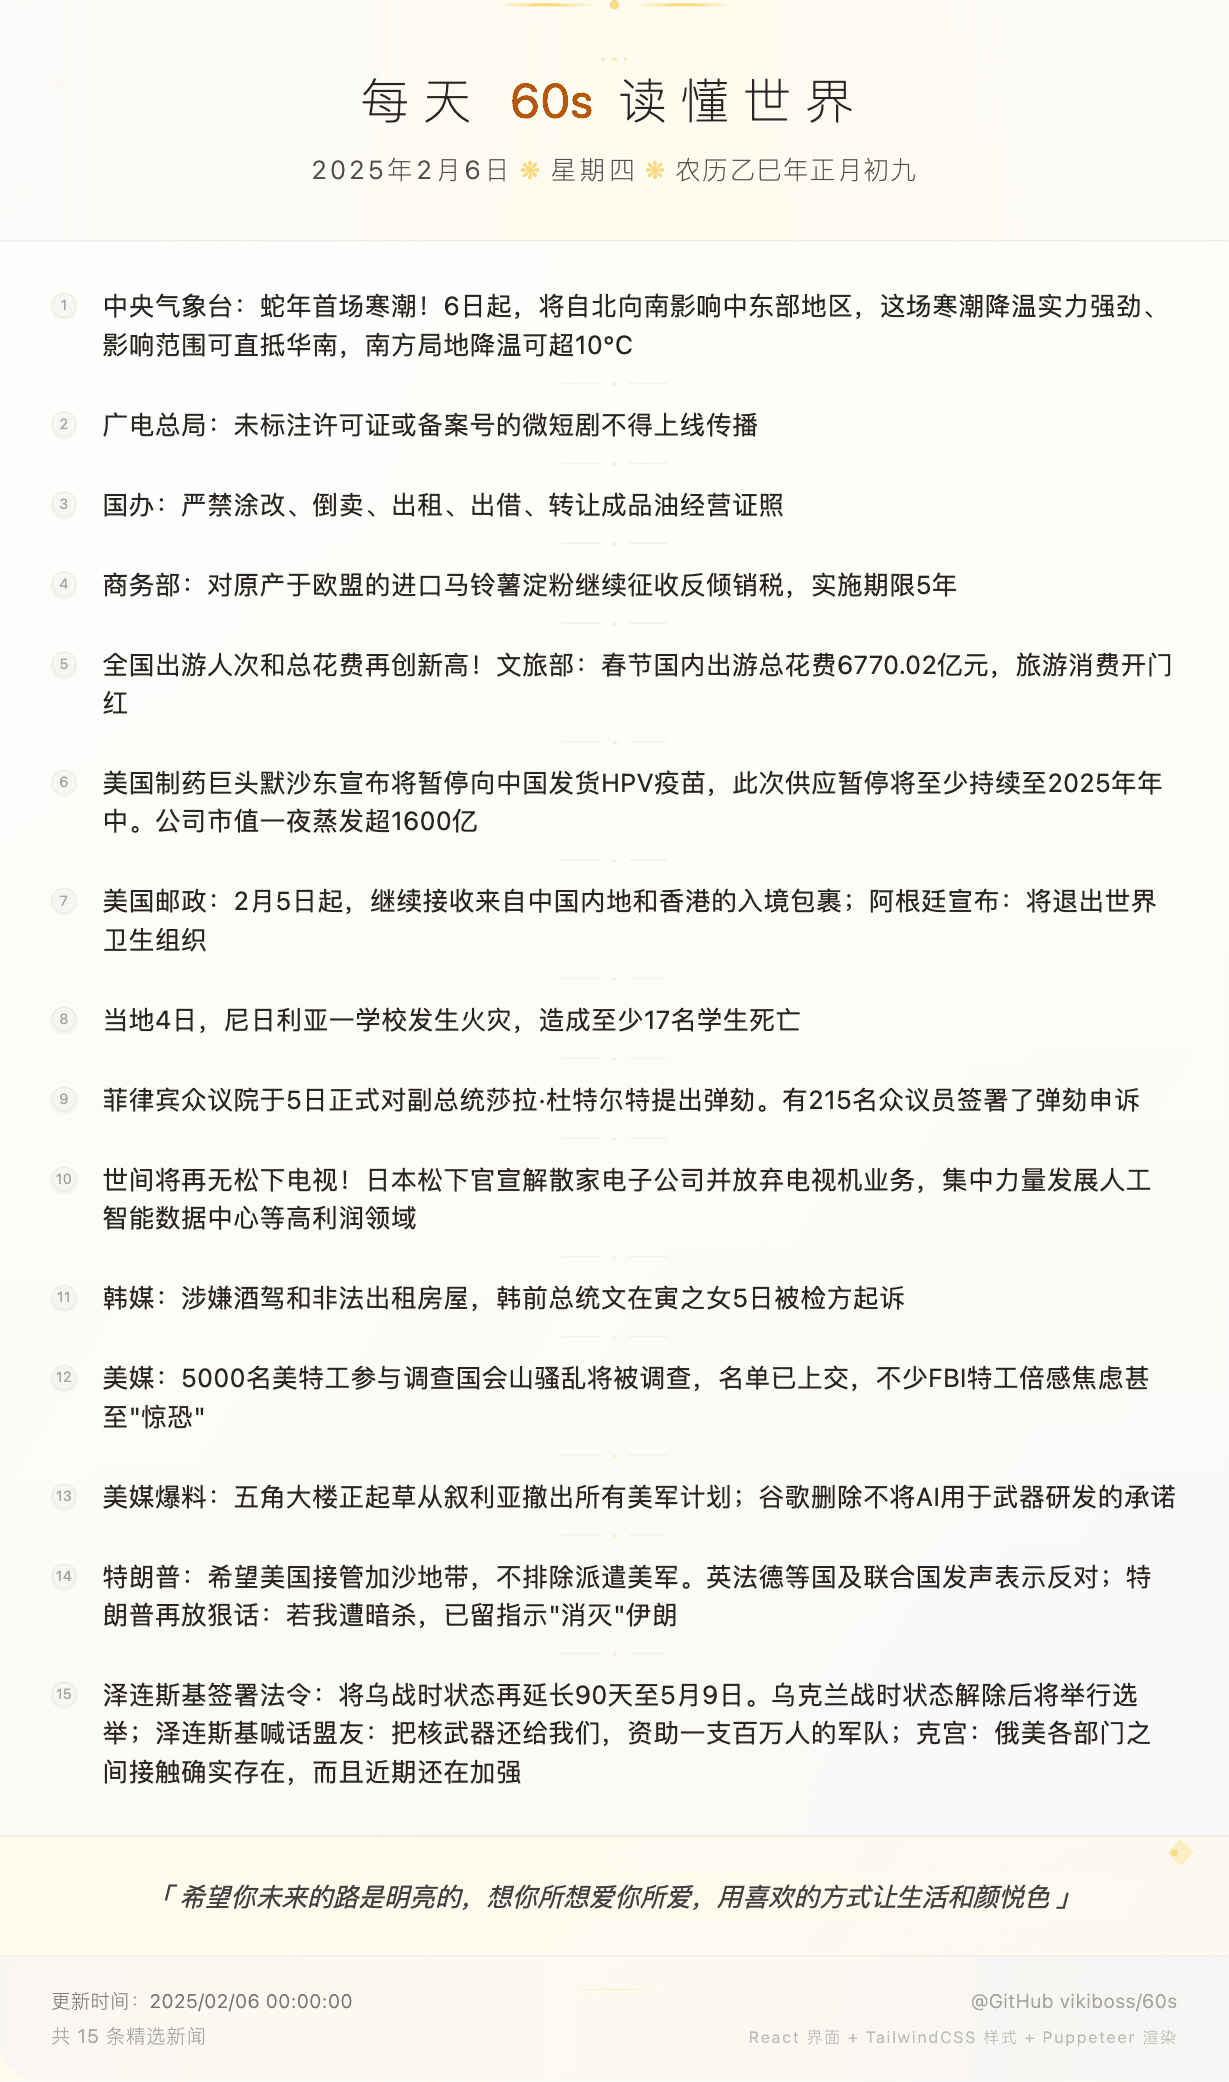 每天 60s 读懂世界
2025年2月6日 ❋ 星期四 ❋ 农历乙巳年正月初九
1 中央气象台：蛇年首场寒潮！6日起，将自北向南影响中东部地区，这场寒潮降温实力强劲、
影响范围可直抵华南，南方局地降温可超10°C
2 广电总局：未标注许可证或备案号的微短剧不得上线传播
3 国办：严禁涂改、倒卖、出租、出借、转让成品油经营证照
4 商务部：对原产于欧盟的进口马铃薯淀粉继续征收反倾销税，实施期限5年
5 全国出游人次和总花费再创新高！文旅部：春节国内出游总花费6770.02亿元，旅游消费开门
红
6 美国制药巨头默沙东宣布将暂停向中国发货HPV疫苗，此次供应暂停将至少持续至2025年年
中。公司市值一夜蒸发超1600亿
7 美国邮政：2月5日起，继续接收来自中国内地和香港的入境包裹；阿根廷宣布：将退出世界
卫生组织
8 当地4日，尼日利亚一学校发生火灾，造成至少17名学生死亡
9 菲律宾众议院于5日正式对副总统莎拉·杜特尔特提出弹劾。有215名众议员签署了弹劾申诉
10 世间将再无松下电视！日本松下官宣解散家电子公司并放弃电视机业务，集中力量发展人工
智能数据中心等高利润领域
11 韩媒：涉嫌酒驾和非法出租房屋，韩前总统文在寅之女5日被检方起诉
12 美媒：5000名美特工参与调查国会山骚乱将被调查，名单已上交，不少FBI特工倍感焦虑甚
至"惊恐"
13 美媒爆料：五角大楼正起草从叙利亚撤出所有美军计划；谷歌删除不将AI用于武器研发的承诺
14 特朗普：希望美国接管加沙地带，不排除派遣美军。英法德等国及联合国发声表示反对；特
朗普再放狠话：若我遭暗杀，已留指示"消灭"伊朗
15 泽连斯基签署法令：将乌战时状态再延长90天至5月9日。乌克兰战时状态解除后将举行选
举；泽连斯基喊话盟友：把核武器还给我们，资助一支百万人的军队；克宫：俄美各部门之
间接触确实存在，而且近期还在加强
「 希望你未来的路是明亮的，想你所想爱你所爱，用喜欢的方式让生活和颜悦色 」
更新时间：2025/02/06 00:00:00
@GitHub vikiboss/60s
共 15 条精选新闻
React 界面 + TailwindCSS 样式 + Puppeteer 渲染